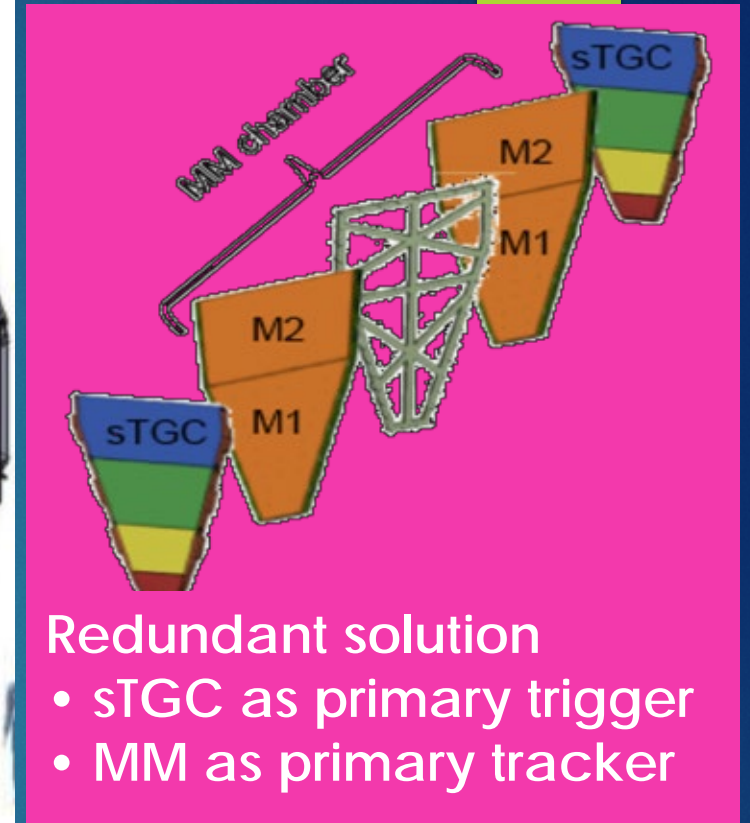 sTGC
MM chamber
M2
M1
M2
M1
sTGC
Redundant solution
• sTGC as primary trigger
• MM as primary tracker